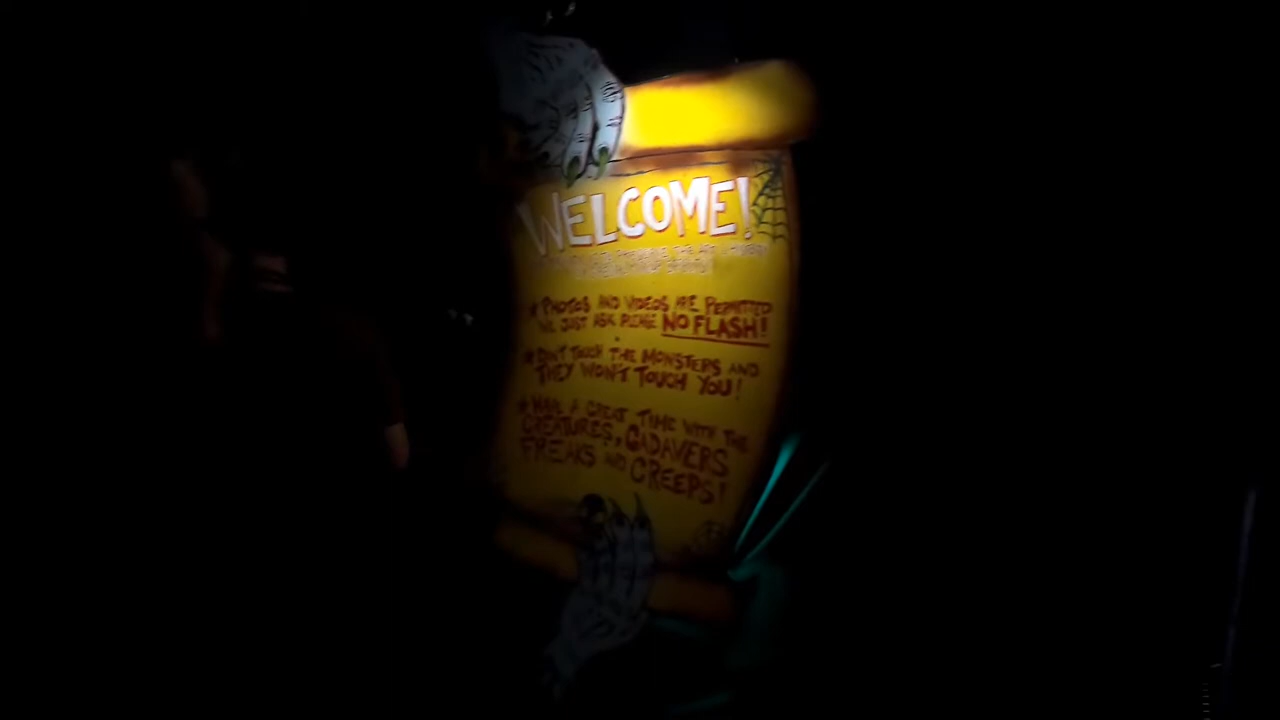 WELCOME!
* PHOTOS AND VIDEOS ARE PERMITTED
WE JUST ASK PLEASE NO FLASH!
* DON'T TOUCH THE MONSTERS AND
THEY WON'T TOUCH YOU!
* HAVE A GREAT TIME WITH THE
CREATURES, CADAVERS
FREAKS AND CREEPS!